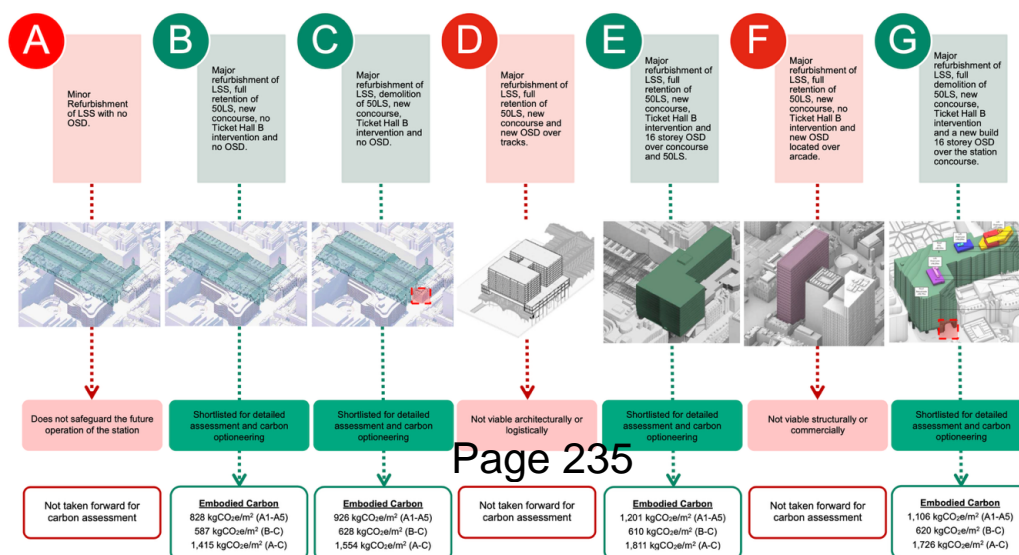 A
B
C
D
E
F
G
Minor
Refurbishment
of LSS with no
OSD.
Major
refurbishment of
LSS, full
retention of
50LS, new
concourse, no
Ticket Hall B
intervention and
no OSD.
Major
refurbishment of
LSS, demolition
of 50LS, new
concourse,
Ticket Hall B
intervention and
no OSD.
Major
refurbishment of
LSS, full
retention of
50LS, new
concourse and
new OSD over
tracks.
Major
refurbishment of
LSS, full
retention of
50LS, new
concourse,
Ticket Hall B
intervention and
16 storey OSD
over concourse
and 50LS.
Major
refurbishment of
LSS, full
retention of
50LS, new
concourse, no
Ticket Hall B
intervention and
new OSD
located over
arcade.
Major
refurbishment of
LSS, full
demolition of
50LS, new
concourse,
Ticket Hall B
intervention
and a new build
16 storey OSD
over the station
concourse.
Does not safeguard the future
operation of the station
Shortlisted for detailed
assessment and carbon
optioneering
Shortlisted for detailed
assessment and carbon
optioneering
Not viable architecturally or
logistically
Shortlisted for detailed
assessment and carbon
optioneering
Not viable structurally or
commercially
Shortlisted for detailed
assessment and carbon
optioneering
Page 235
Not taken forward for
carbon assessment
Embodied Carbon
828 kgCO₂e/m² (A1-A5)
587 kgCO₂e/m² (B-C)
1,415 kgCO₂e/m² (A-C)
Embodied Carbon
926 kgCO₂e/m² (A1-A5)
628 kgCO₂e/m² (B-C)
1,554 kgCO₂e/m² (A-C)
Not taken forward for
carbon assessment
Embodied Carbon
1,201 kgCO₂e/m² (A1-A5)
610 kgCO₂e/m² (B-C)
1,811 kgCO₂e/m² (A-C)
Not taken forward for
carbon assessment
Embodied Carbon
1,106 kgCO₂e/m² (A1-A5)
620 kgCO₂e/m² (B-C)
1,726 kgCO₂e/m² (A-C)